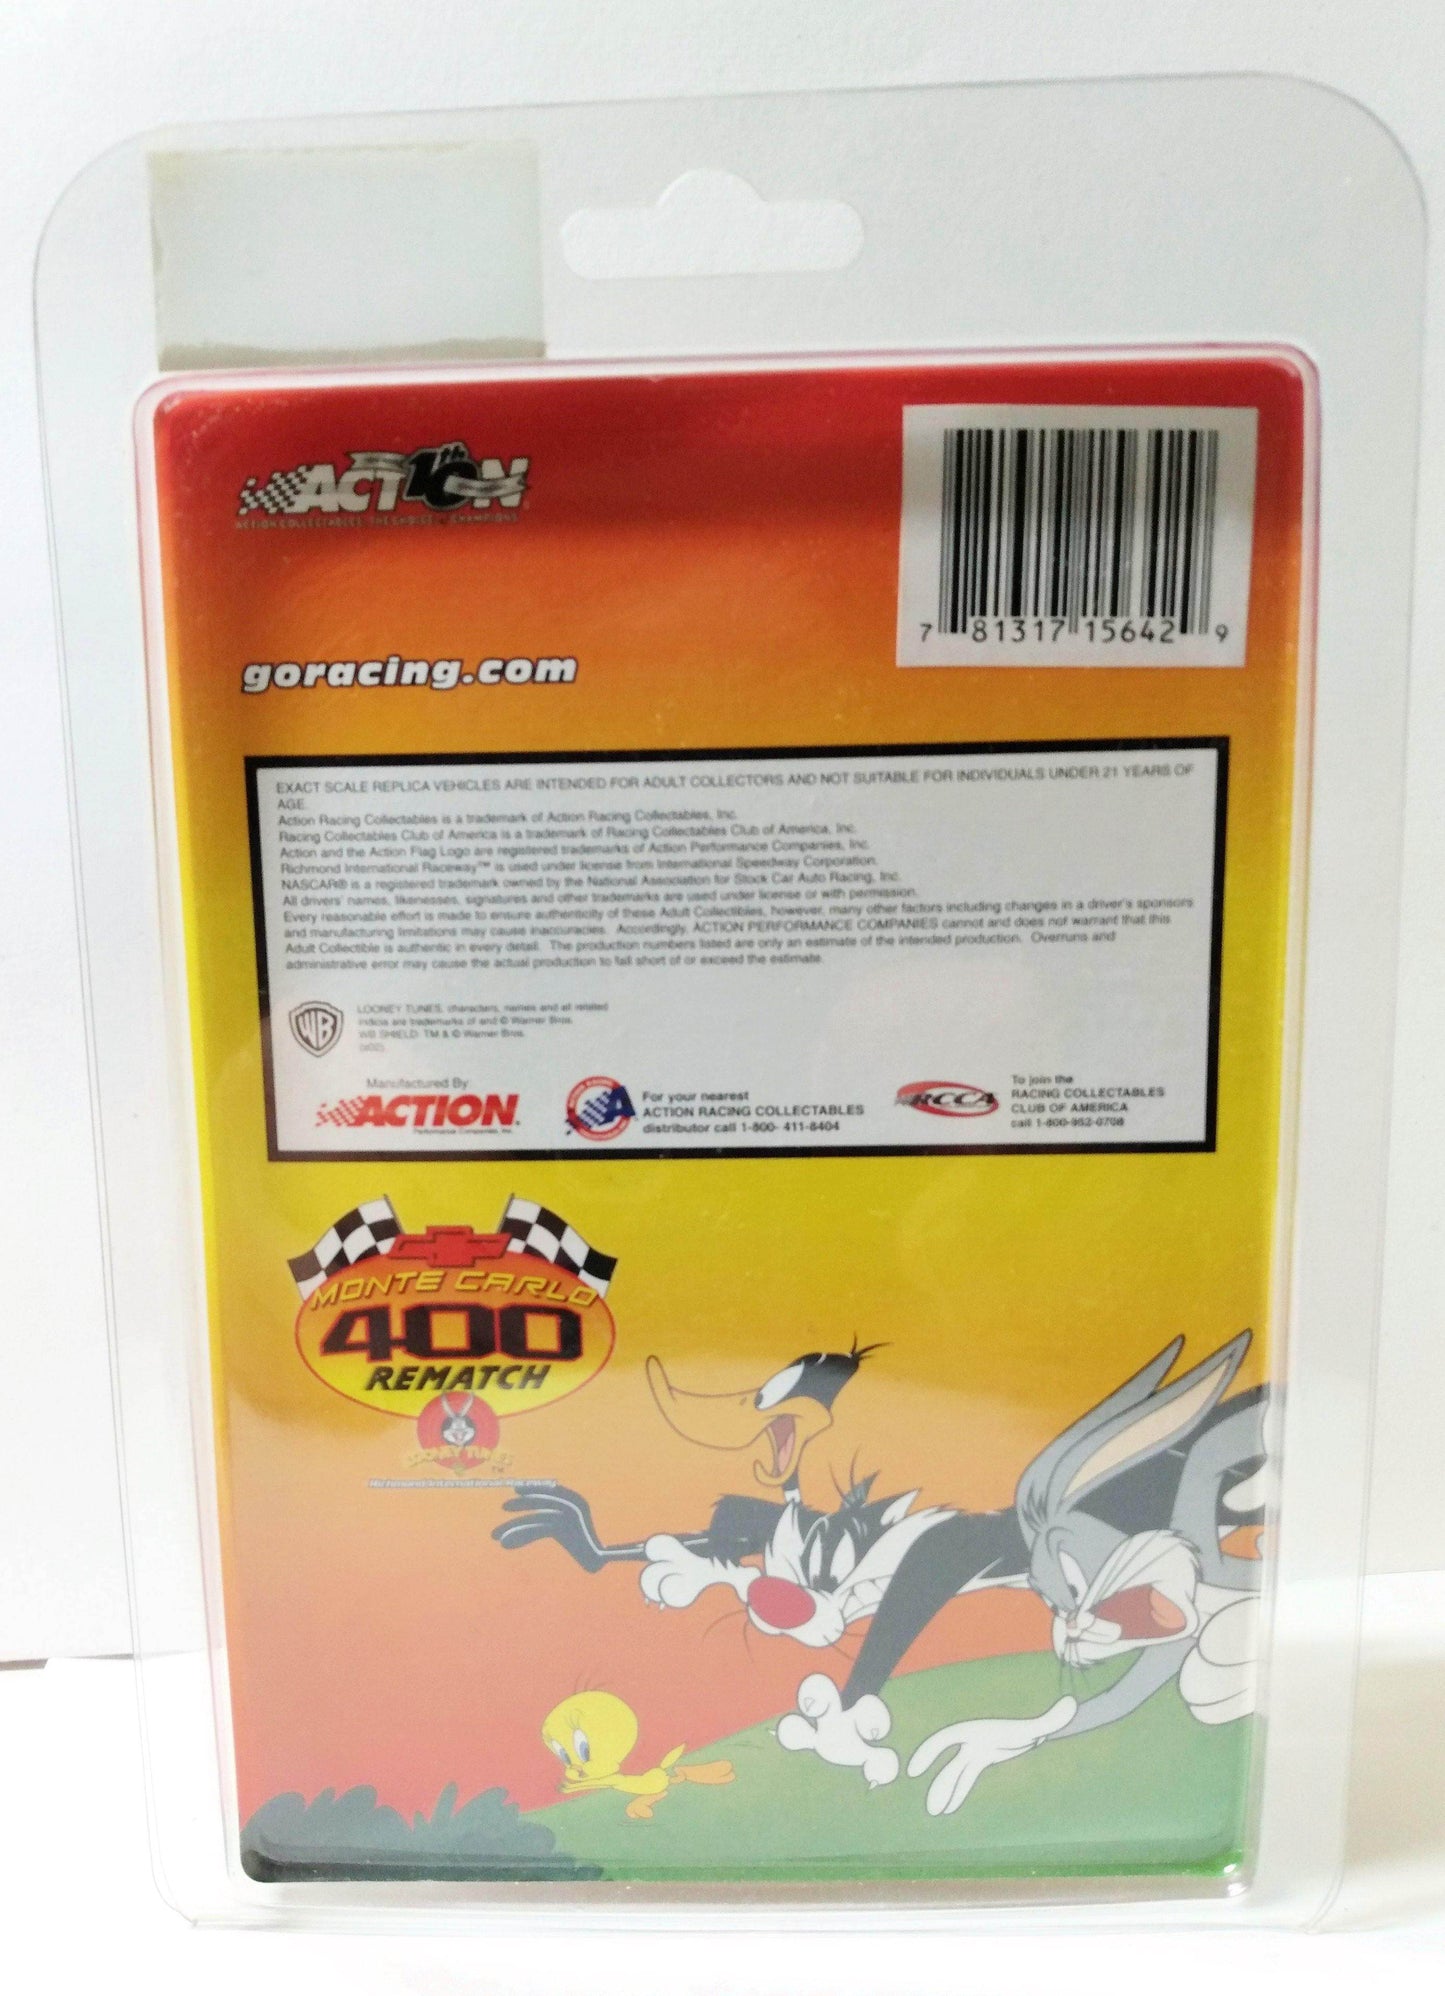 ACTION 10th
ACTION COLLECTABLES, THE CHOICE of CHAMPIONS
7 81317 15642 9
goracing.com
EXACT SCALE REPLICA VEHICLES ARE INTENDED FOR ADULT COLLECTORS AND NOT SUITABLE FOR INDIVIDUALS UNDER 21 YEARS OF
AGE.
Action Racing Collectables is a trademark of Action Racing Collectables, Inc.
Racing Collectables Club of America is a trademark of Racing Collectables Club of America, Inc.
Action and the Action Flag Logo are registered trademarks of Action Performance Companies, Inc.
Richmond International Raceway™ is used under license from International Speedway Corporation.
NASCAR® is a registered trademark owned by the National Association for Stock Car Auto Racing, Inc.
All drivers' names, likenesses, signatures and other trademarks are used under license or with permission.
Every reasonable effort is made to ensure authenticity of these Adult Collectibles, however, many other factors including changes in a driver's sponsors
and manufacturing limitations may cause inaccuracies. Accordingly, ACTION PERFORMANCE COMPANIES cannot and does not warrant that this
Adult Collectible is authentic in every detail. The production numbers listed are only an estimate of the intended production. Overruns and
administrative error may cause the actual production to fall short of or exceed the estimate.
WB
LOONEY TUNES, characters, names and all related
indicia are trademarks of and © Warner Bros.
WB SHIELD: TM & © Warner Bros.
(s02)
Manufactured By:
ACTION
Performance Companies, Inc.
For your nearest
ACTION RACING COLLECTABLES
distributor call 1-800- 411-8404
RCCA
To join the
RACING COLLECTABLES
CLUB OF AMERICA
call 1-800-952-0708
MONTE CARLO
400
REMATCH
LOONEY TUNES
TM
Richmond International Raceway